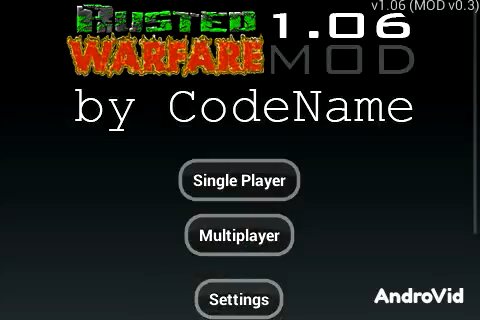 v1.06 (MOD v0.3)
RUSTED 1.06
WARFARE MOD
by CodeName
Single Player
Multiplayer
Settings
AndroVid